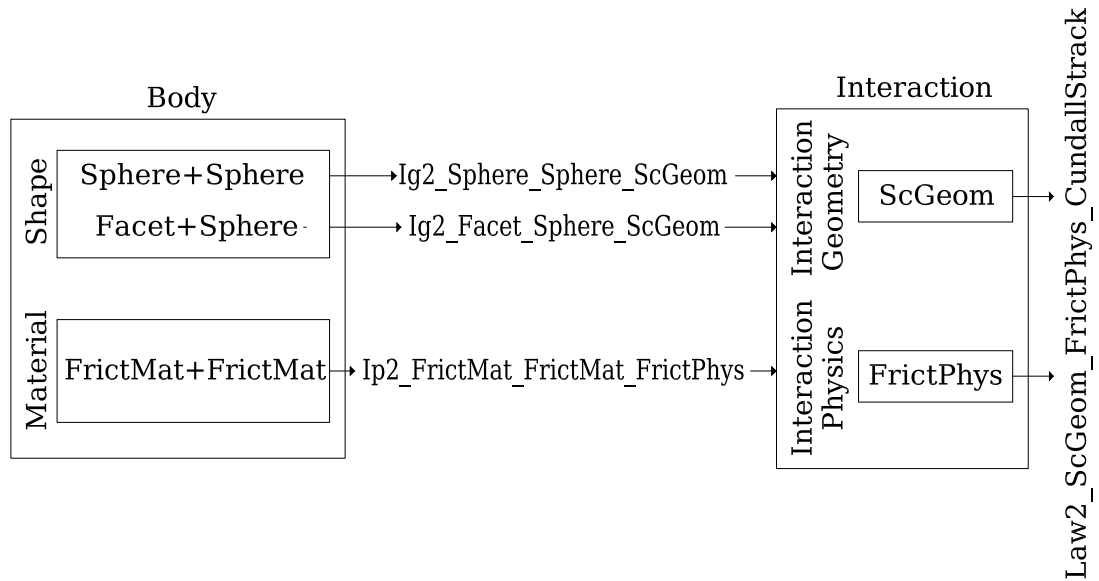 Body
Shape
Sphere+Sphere
Facet+Sphere
Material
FrictMat+FrictMat
Ig2_Sphere_Sphere_ScGeom
Ig2_Facet_Sphere_ScGeom
Ip2_FrictMat_FrictMat_FrictPhys
Interaction
Interaction
Geometry
ScGeom
Interaction
Physics
FrictPhys
Law2_ScGeom_FrictPhys_CundallStrack